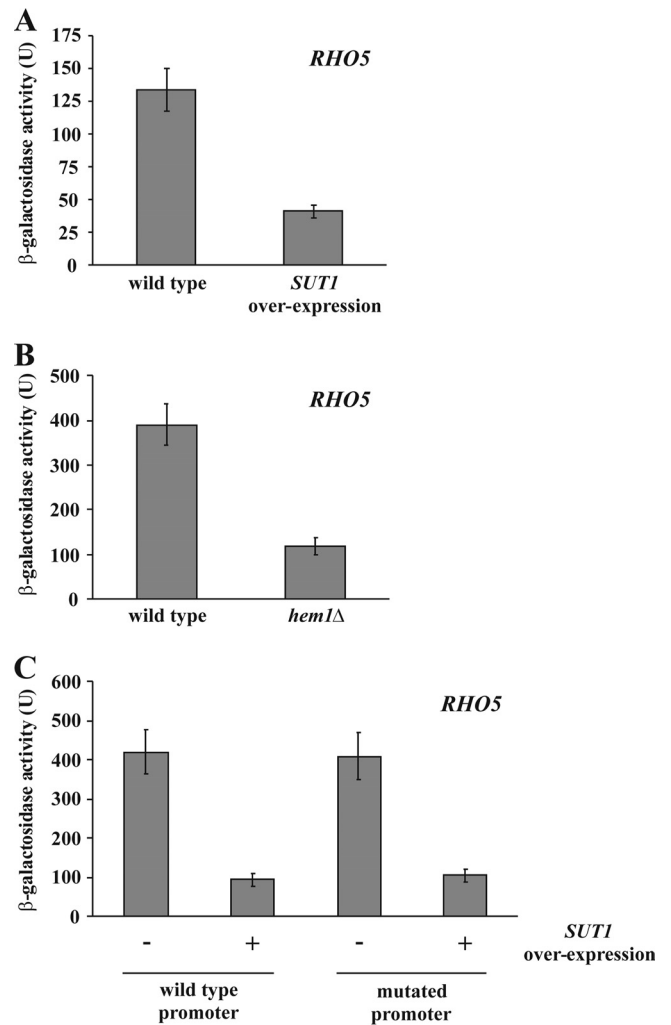 A
β-galactosidase activity (U)
175
150
125
100
75
50
25
0
RHO5
wild type
SUT1
over-expression
B
β-galactosidase activity (U)
500
400
300
200
100
0
RHO5
wild type
hem1Δ
C
β-galactosidase activity (U)
600
500
400
300
200
100
0
RHO5
- + - +
SUT1
over-expression
wild type
promoter
mutated
promoter